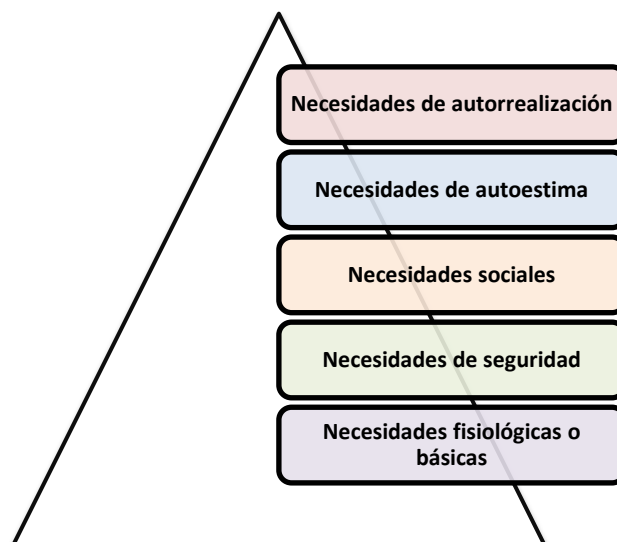 Necesidades de autorrealización
Necesidades de autoestima
Necesidades sociales
Necesidades de seguridad
Necesidades fisiológicas o
básicas